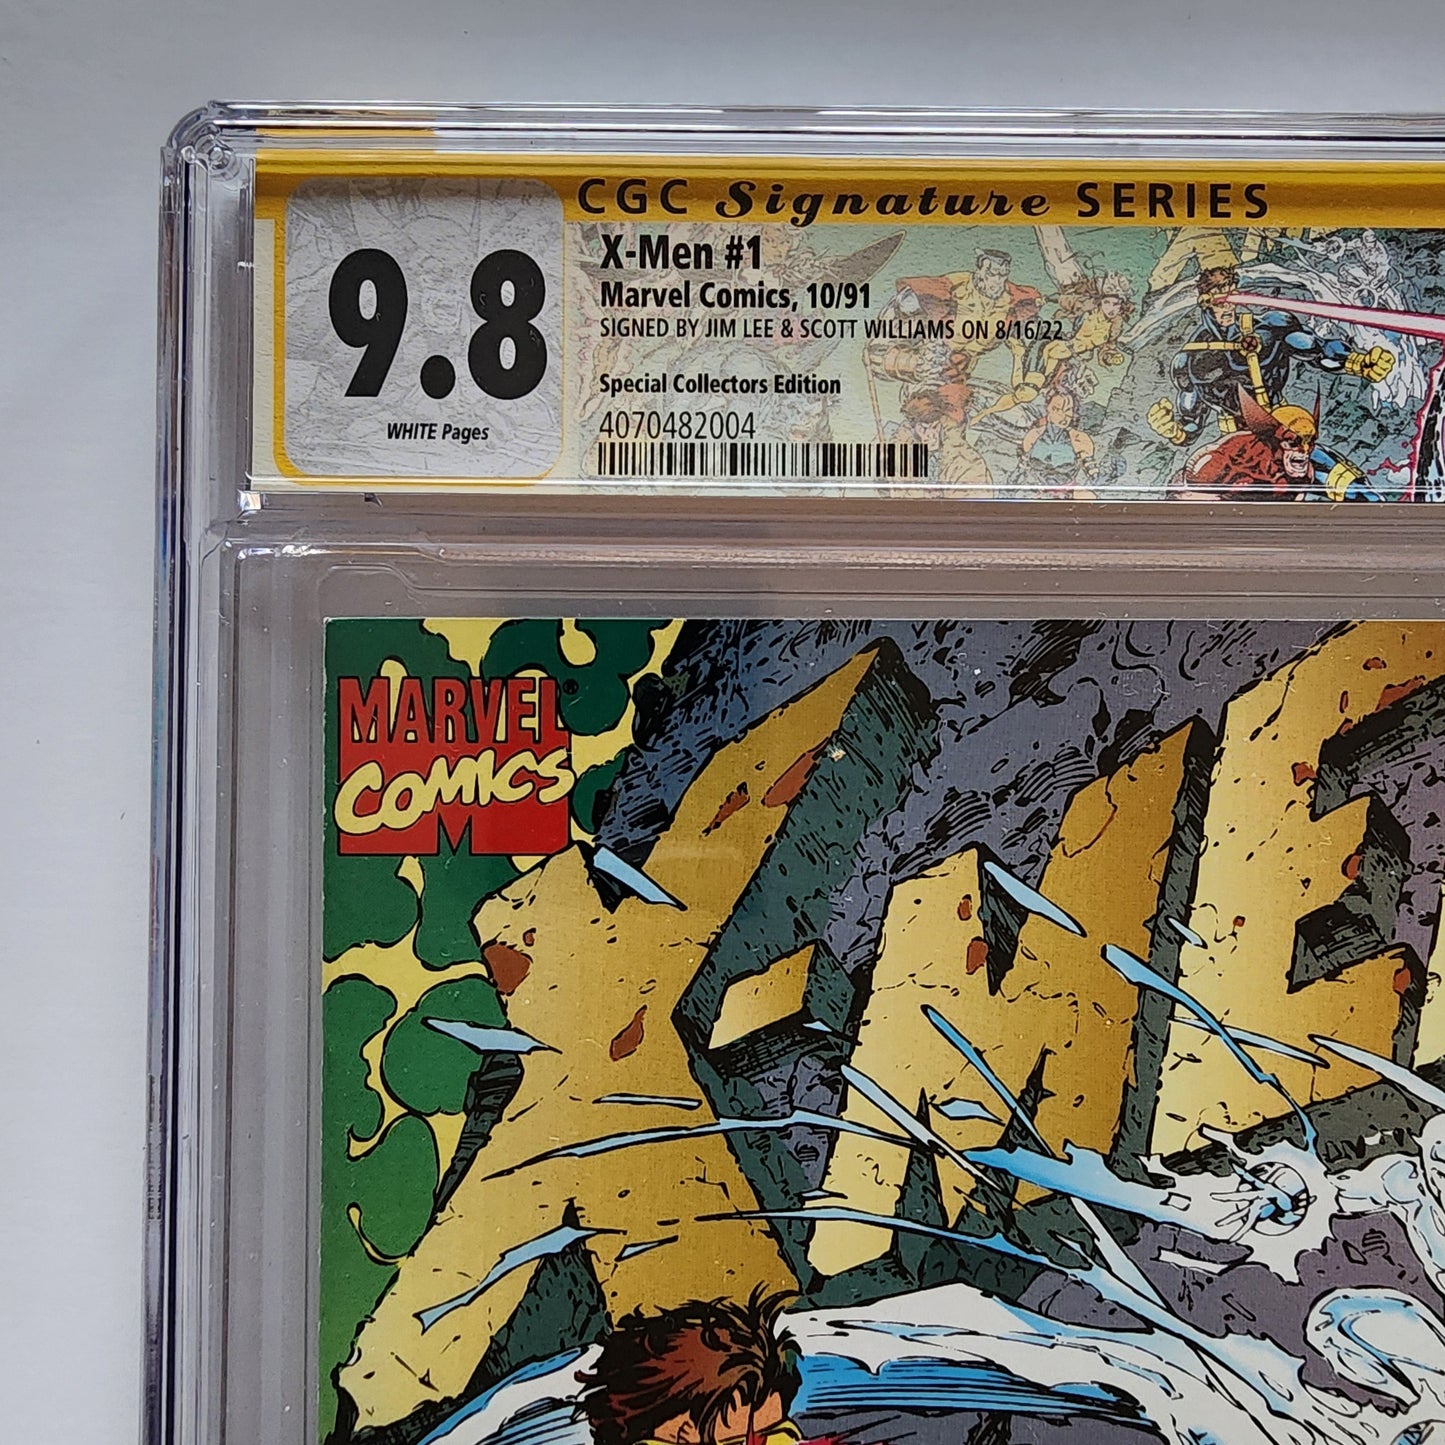 CGC Signature SERIES
9.8
WHITE Pages
X-Men #1
Marvel Comics, 10/91
SIGNED BY JIM LEE & SCOTT WILLIAMS ON 8/16/22
Special Collectors Edition
4070482004
MARVEL®
COMICS
X-ME